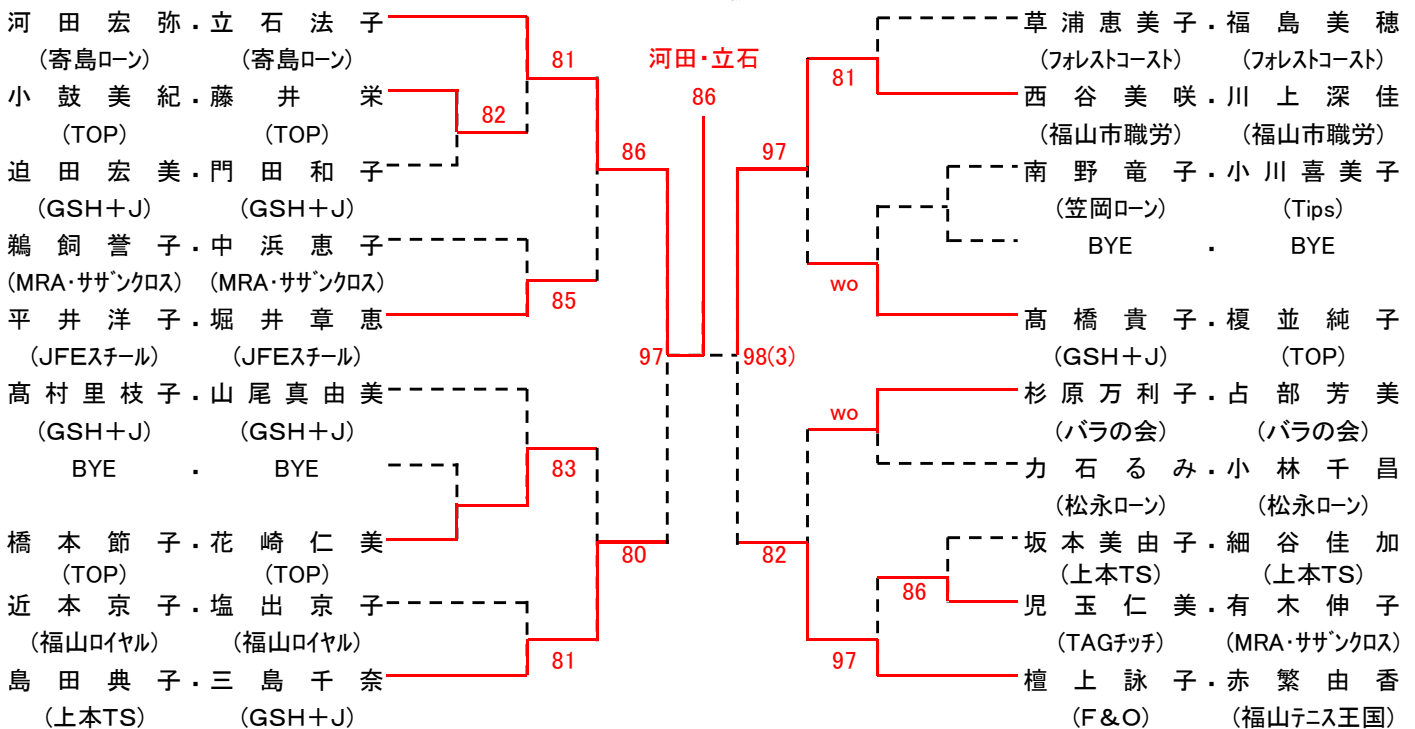 河田宏弥.立石法子
(寄島ローン) (寄島ローン)
81
小鼓美紀.藤井栄
(TOP) (TOP)
82
迫田宏美.門田和子
(GSH+J) (GSH+J)
86
鵜飼誉子.中浜恵子
(MRA・サザンクロス) (MRA・サザンクロス)
85
平井洋子.堀井章恵
(JFEスチール) (JFEスチール)
97
髙村里枝子.山尾真由美
(GSH+J) (GSH+J)
BYE . BYE
83
橋本節子.花崎仁美
(TOP) (TOP)
80
近本京子.塩出京子
(福山ロイヤル) (福山ロイヤル)
81
島田典子.三島千奈
(上本TS) (GSH+J)
河田・立石
86
草浦恵美子.福島美穂
(フォレストコースト) (フォレストコースト)
81
西谷美咲.川上深佳
(福山市職労) (福山市職労)
97
南野竜子.小川喜美子
(笠岡ローン) (Tips)
BYE . BYE
wo
髙橋貴子.榎並純子
(GSH+J) (TOP)
98(3)
杉原万利子.占部芳美
(バラの会) (バラの会)
wo
力石るみ.小林千昌
(松永ローン) (松永ローン)
坂本美由子.細谷佳加
(上本TS) (上本TS)
82
86
児玉仁美.有木伸子
(TAGチッチ) (MRA・サザンクロス)
97
檀上詠子.赤繁由香
(F&O) (福山テニス王国)